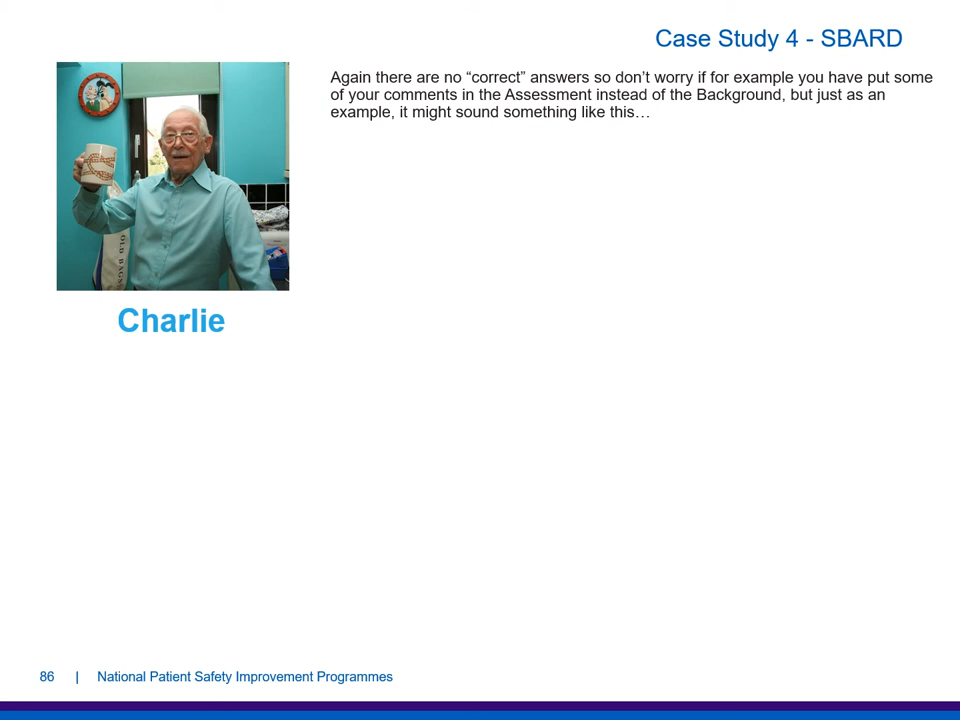 Case Study 4 - SBARD
Again there are no “correct” answers so don’t worry if for example you have put some
of your comments in the Assessment instead of the Background, but just as an
example, it might sound something like this…
OLD BAGS
Charlie
86 | National Patient Safety Improvement Programmes